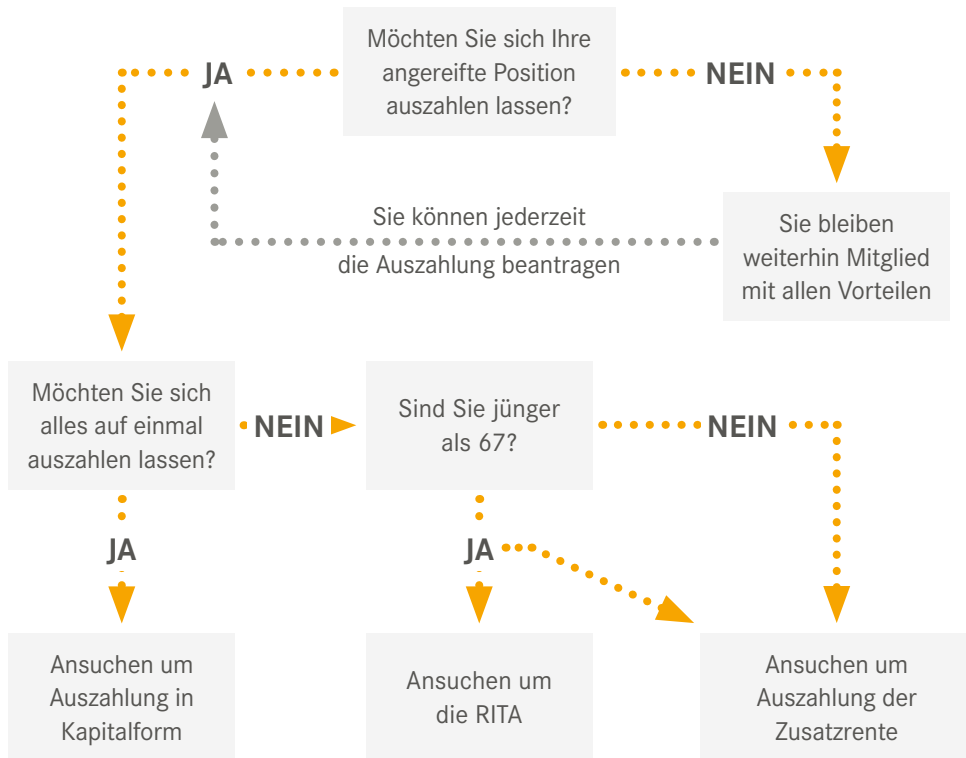 Möchten Sie sich Ihre
angereifte Position
auszahlen lassen?
JA
NEIN
Sie können jederzeit
die Auszahlung beantragen
Sie bleiben
weiterhin Mitglied
mit allen Vorteilen
Möchten Sie sich
alles auf einmal
auszahlen lassen?
NEIN
Sind Sie jünger
als 67?
NEIN
JA
JA
Ansuchen um
Auszahlung in
Kapitalform
Ansuchen um
die RITA
Ansuchen um
Auszahlung der
Zusatzrente